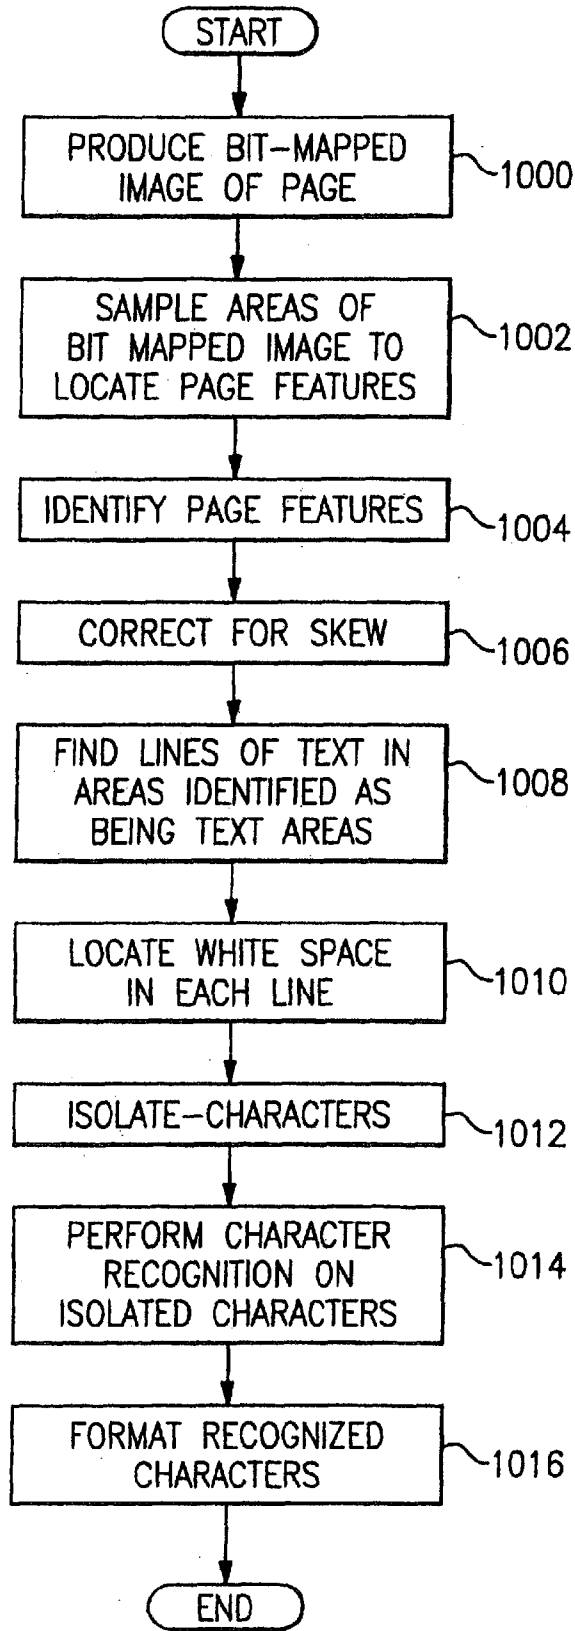 START
PRODUCE BIT-MAPPED
IMAGE OF PAGE
1000
SAMPLE AREAS OF
BIT MAPPED IMAGE TO
LOCATE PAGE FEATURES
1002
IDENTIFY PAGE FEATURES
1004
CORRECT FOR SKEW
1006
FIND LINES OF TEXT IN
AREAS IDENTIFIED AS
BEING TEXT AREAS
1008
LOCATE WHITE SPACE
IN EACH LINE
1010
ISOLATE-CHARACTERS
1012
PERFORM CHARACTER
RECOGNITION ON
ISOLATED CHARACTERS
1014
FORMAT RECOGNIZED
CHARACTERS
1016
END